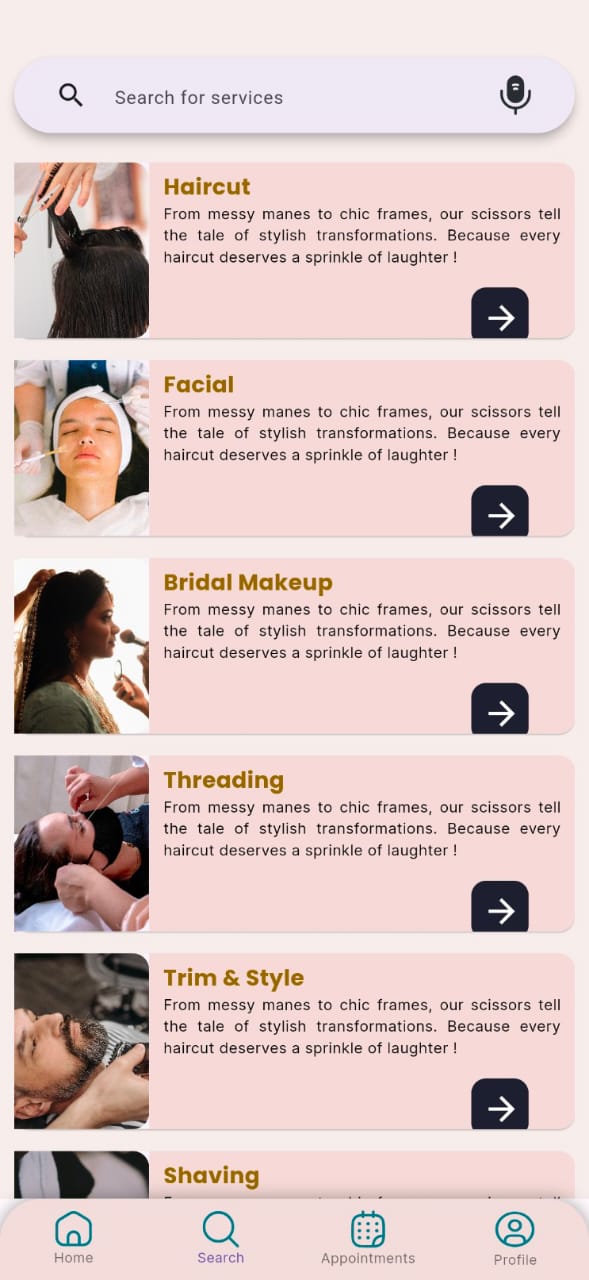 Search for services
Haircut
From messy manes to chic frames, our scissors tell
the tale of stylish transformations. Because every
haircut deserves a sprinkle of laughter !
Facial
From messy manes to chic frames, our scissors tell
the tale of stylish transformations. Because every
haircut deserves a sprinkle of laughter !
Bridal Makeup
From messy manes to chic frames, our scissors tell
the tale of stylish transformations. Because every
haircut deserves a sprinkle of laughter !
Threading
From messy manes to chic frames, our scissors tell
the tale of stylish transformations. Because every
haircut deserves a sprinkle of laughter !
Trim & Style
From messy manes to chic frames, our scissors tell
the tale of stylish transformations. Because every
haircut deserves a sprinkle of laughter !
Shaving
Home
Search
Appointments
Profile